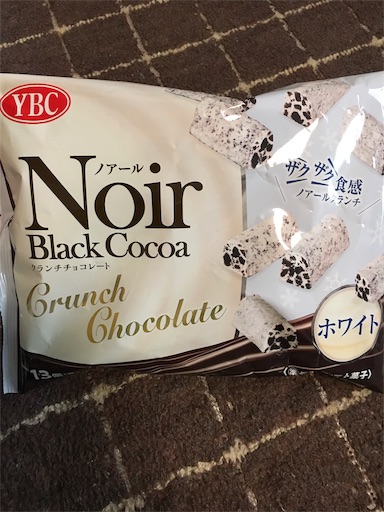 YBC
ノアール
Noir
Black Cocoa
クランチチョコレート
Crunch
Chocolate
ザクザク食感
ノアールクランチ
ホワイト